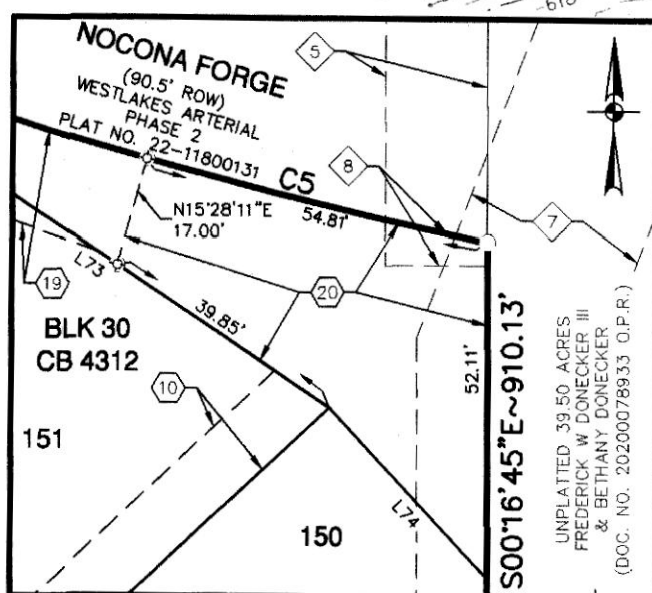 610
NOCONA FORGE
(90.5' ROW)
WESTLAKES ARTERIAL
PHASE 2
PLAT NO. 22-11800131
5
8
C5
54.81'
N15°28'11"E
17.00'
7
L73
19
20
39.85'
BLK 30
CB 4312
52.11'
S00°16'45"E~910.13'
UNPLATTED 39.50 ACRES
FREDERICK W DONECKER III
& BETHANY DONECKER
(DOC. NO. 20200078933 O.P.R.)
10
151
150
L74